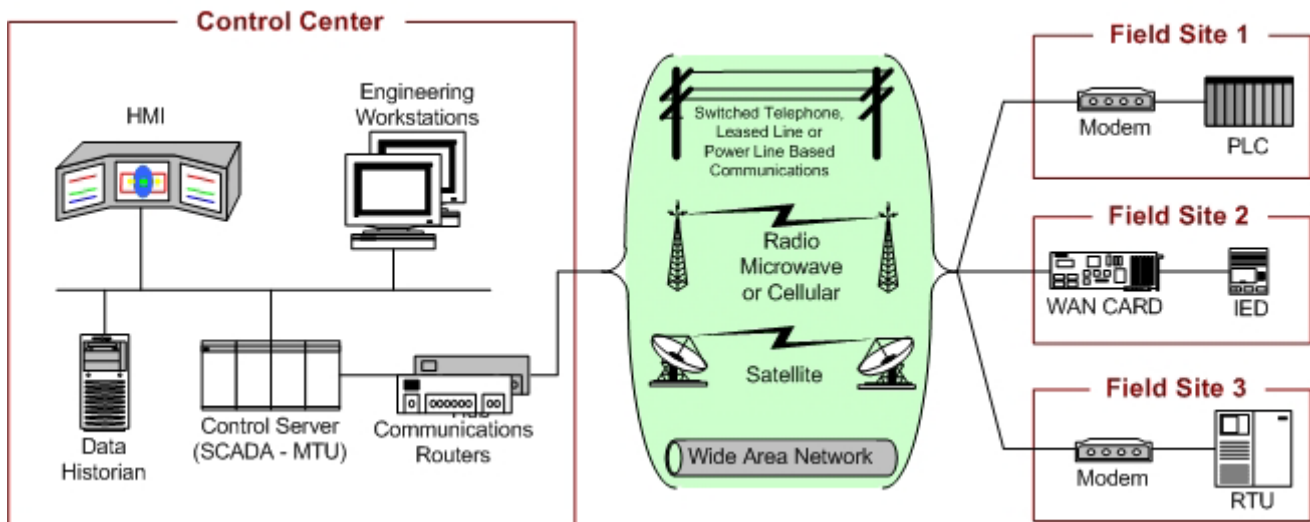 Control Center
HMI
Engineering
Workstations
Data
Historian
Control Server
(SCADA - MTU)
Communications
Routers
Switched Telephone,
Leased Line or
Power Line Based
Communications
Radio
Microwave
or Cellular
Satellite
Wide Area Network
Field Site 1
Modem
PLC
Field Site 2
WAN CARD
IED
Field Site 3
Modem
RTU